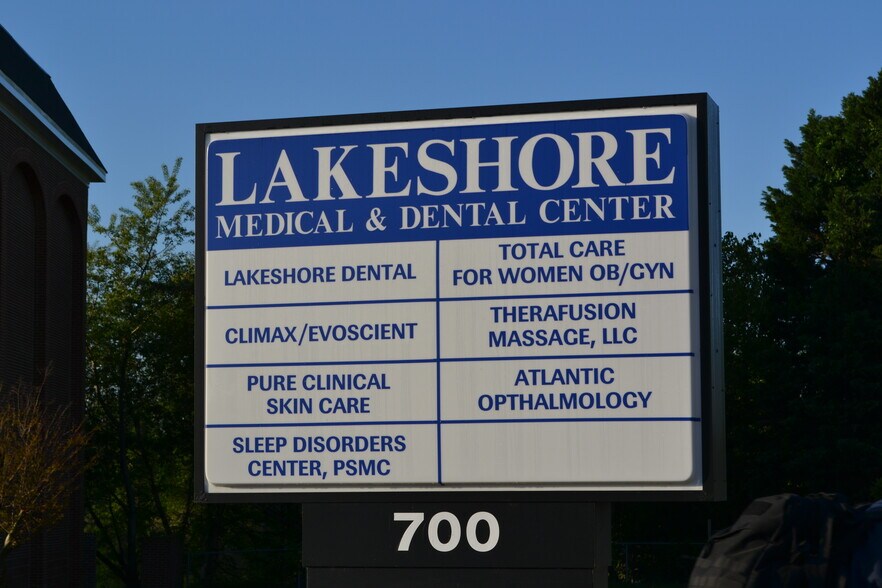 LAKESHORE
MEDICAL & DENTAL CENTER
LAKESHORE DENTAL
TOTAL CARE
FOR WOMEN OB/GYN
CLIMAX/EVOSCIENT
THERAFUSION
MASSAGE, LLC
PURE CLINICAL
SKIN CARE
ATLANTIC
OPTHALMOLOGY
SLEEP DISORDERS
CENTER, PSMC
700